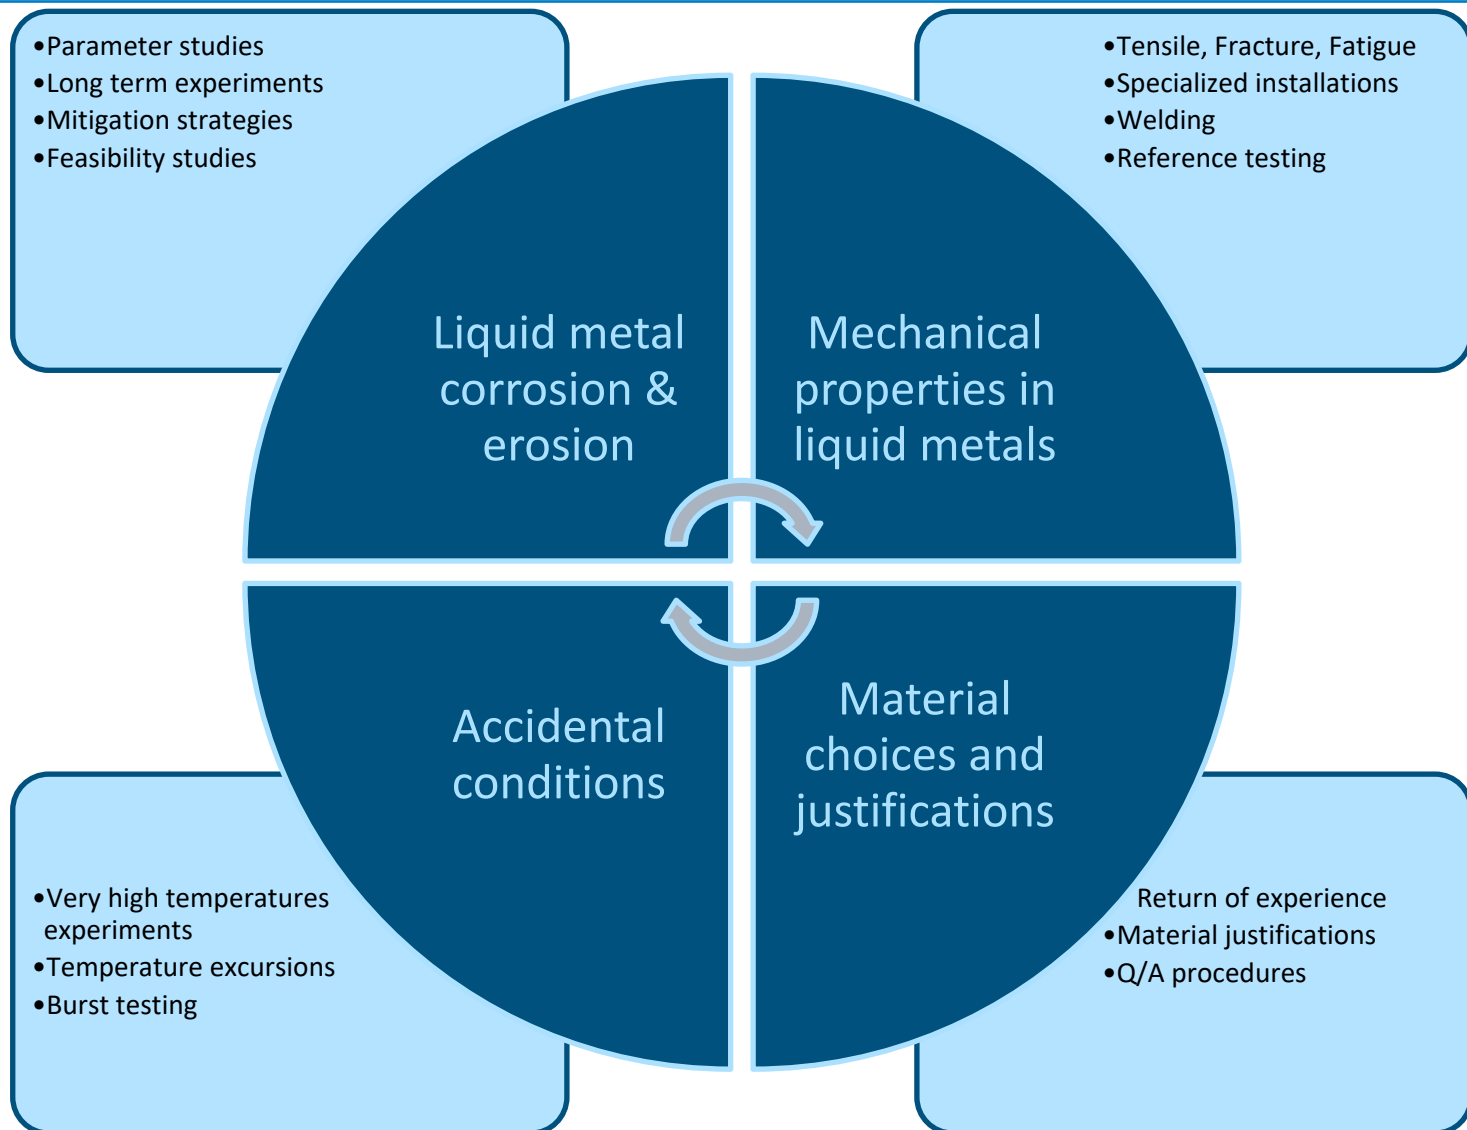 •Parameter studies
•Long term experiments
•Mitigation strategies
•Feasibility studies
•Tensile, Fracture, Fatigue
•Specialized installations
•Welding
•Reference testing
Liquid metal
corrosion &
erosion
Mechanical
properties in
liquid metals
Accidental
conditions
Material
choices and
justifications
•Very high temperatures
experiments
•Temperature excursions
•Burst testing
Return of experience
•Material justifications
•Q/A procedures